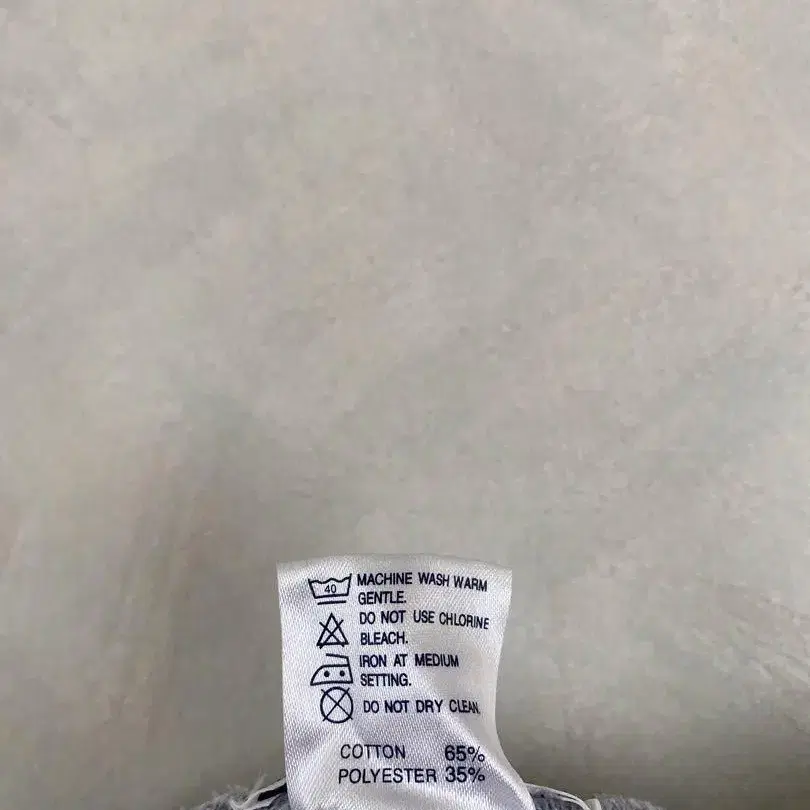 40 MACHINE WASH WARM
GENTLE.
DO NOT USE CHLORINE
BLEACH.
IRON AT MEDIUM
SETTING.
DO NOT DRY CLEAN.
COTTON 65%
POLYESTER 35%